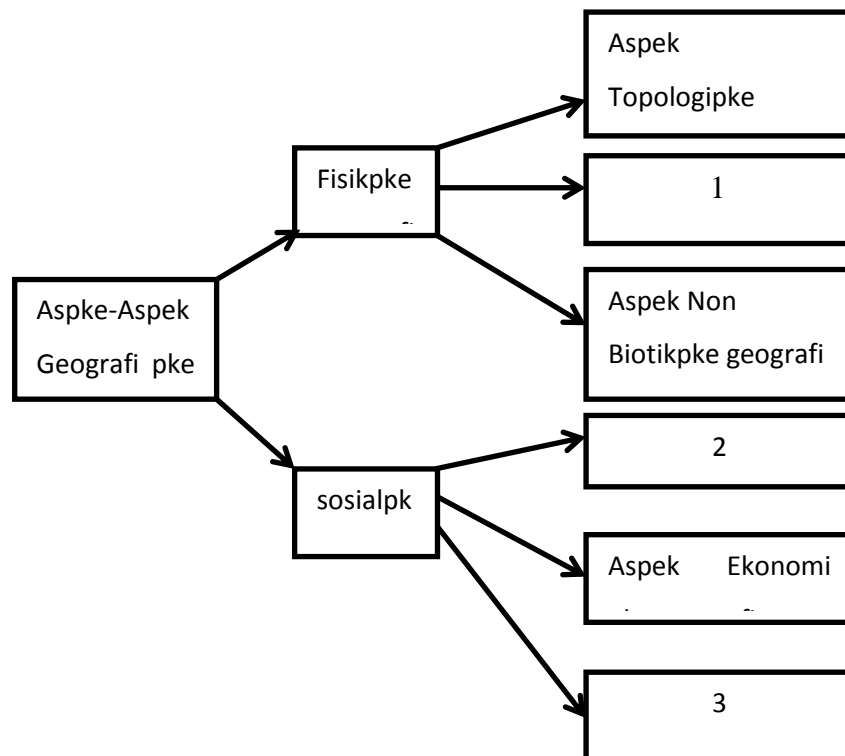 Aspek
Topologipke
Fisikpke
1
Aspke-Aspek
Geografi pke
Aspek Non
Biotikpke geografi
2
sosialpk
Aspek Ekonomi
3